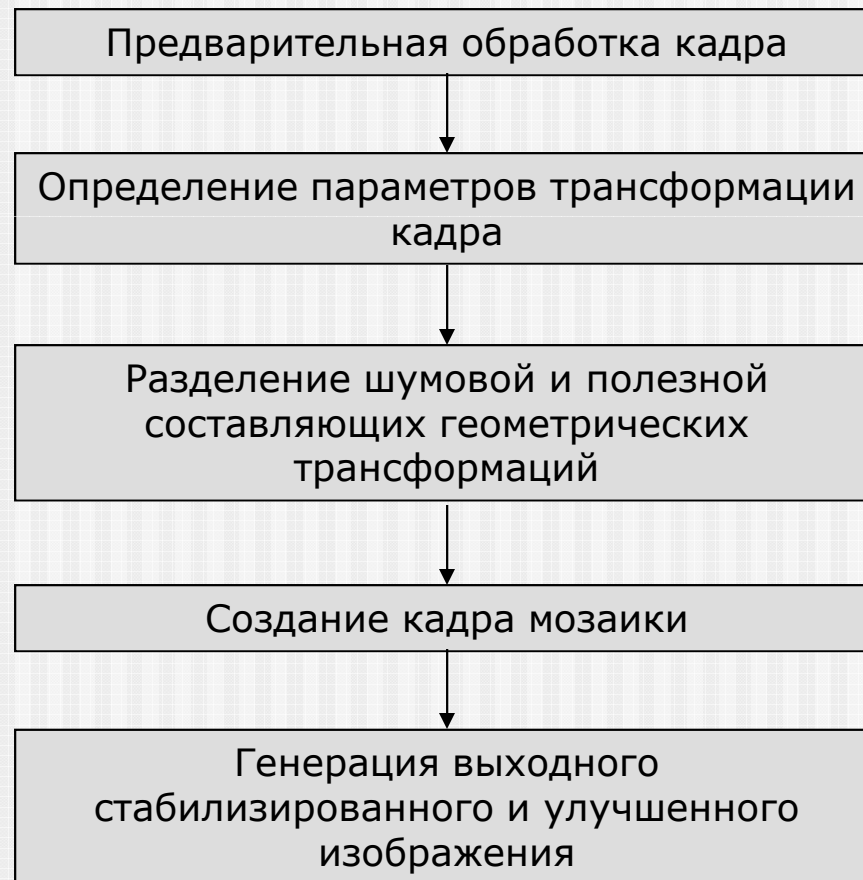 Предварительная обработка кадра
Определение параметров трансформации
кадра
Разделение шумовой и полезной
составляющих геометрических
трансформаций
Создание кадра мозаики
Генерация выходного
стабилизированного и улучшенного
изображения